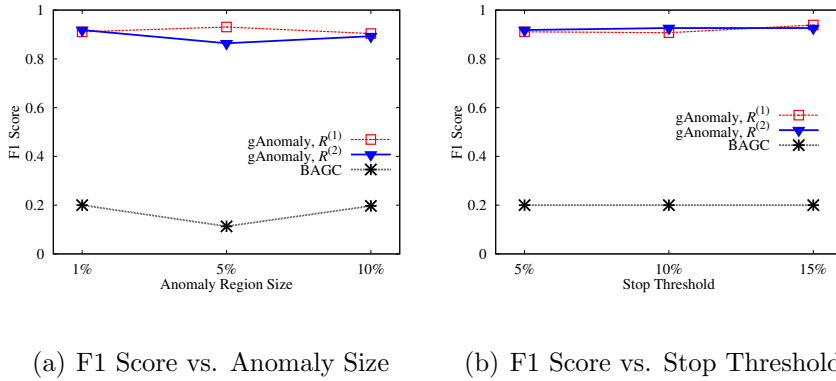 1
0.8
0.6
0.4
0.2
0
F1 Score
gAnomaly, R(1)
gAnomaly, R(2)
BAGC
1% 5% 10%
Anomaly Region Size
1
0.8
0.6
0.4
0.2
0
F1 Score
gAnomaly, R(1)
gAnomaly, R(2)
BAGC
5% 10% 15%
Stop Threshold
(a) F1 Score vs. Anomaly Size
(b) F1 Score vs. Stop Threshold